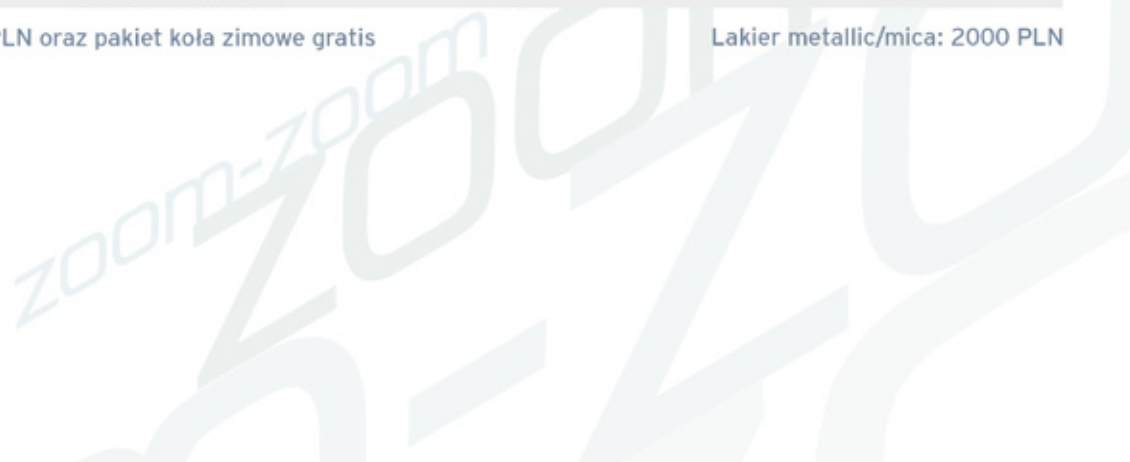 PLN oraz pakiet koła zimowe gratis
Lakier metallic/mica: 2000 PLN
zoom-zoom